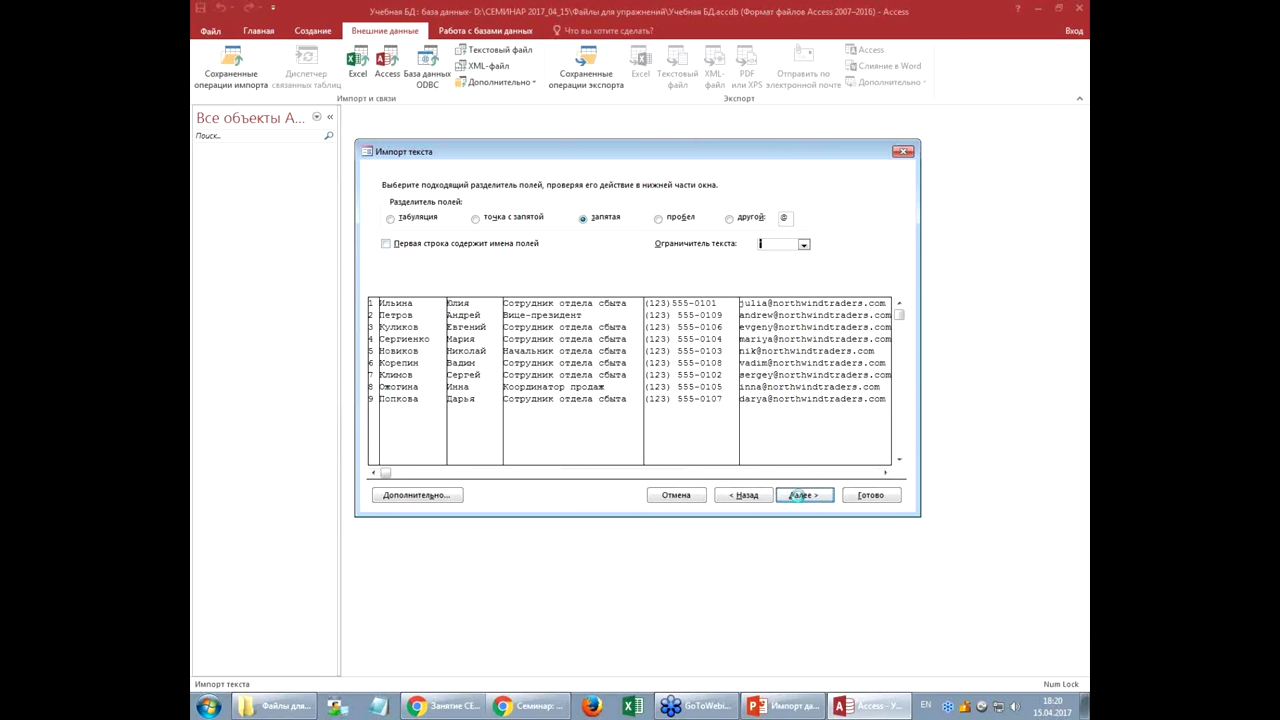 Учебная БД : база данных- D:\СЕМИНАР 2017_04_15\Файлы для упражнений\Учебная БД.accdb (Формат файлов Access 2007–2016) - Access
Файл Главная Создание Внешние данные Работа с базами данных Что вы хотите сделать? Вход
Сохраненные операции импорта
Диспетчер связанных таблиц
Excel
Access
База данных ODBC
Текстовый файл
XML-файл
Дополнительно
Импорт и связи
Сохраненные операции экспорта
Excel
Текстовый файл
XML-файл
PDF или XPS
Отправить по электронной почте
Access
Слияние в Word
Дополнительно
Экспорт
Все объекты A...
Поиск...
Импорт текста
Выберите подходящий разделитель полей, проверяя его действие в нижней части окна.
Разделитель полей:
табуляция точка с запятой запятая пробел другой: @
Первая строка содержит имена полей Ограничитель текста: "
1 Ильина Юлия Сотрудник отдела сбыта (123)555-0101 julia@northwindtraders.com
2 Петров Андрей Вице-президент (123) 555-0109 andrew@northwindtraders.com
3 Куликов Евгений Сотрудник отдела сбыта (123) 555-0106 evgeny@northwindtraders.com
4 Сергиенко Мария Сотрудник отдела сбыта (123) 555-0104 mariya@northwindtraders.com
5 Новиков Николай Начальник отдела сбыта (123) 555-0103 nik@northwindtraders.com
6 Корепин Вадим Сотрудник отдела сбыта (123) 555-0108 vadim@northwindtraders.com
7 Климов Сергей Сотрудник отдела сбыта (123) 555-0102 sergey@northwindtraders.com
8 Ожогина Инна Координатор продаж (123) 555-0105 inna@northwindtraders.com
9 Попкова Дарья Сотрудник отдела сбыта (123) 555-0107 darya@northwindtraders.com
Дополнительно... Отмена < Назад Далее > Готово
Импорт текста Num Lock
Файлы для... Занятие CE... Семинар: ... GoToWebi... Импорт да... Access - У... EN 18:20
15.04.2017